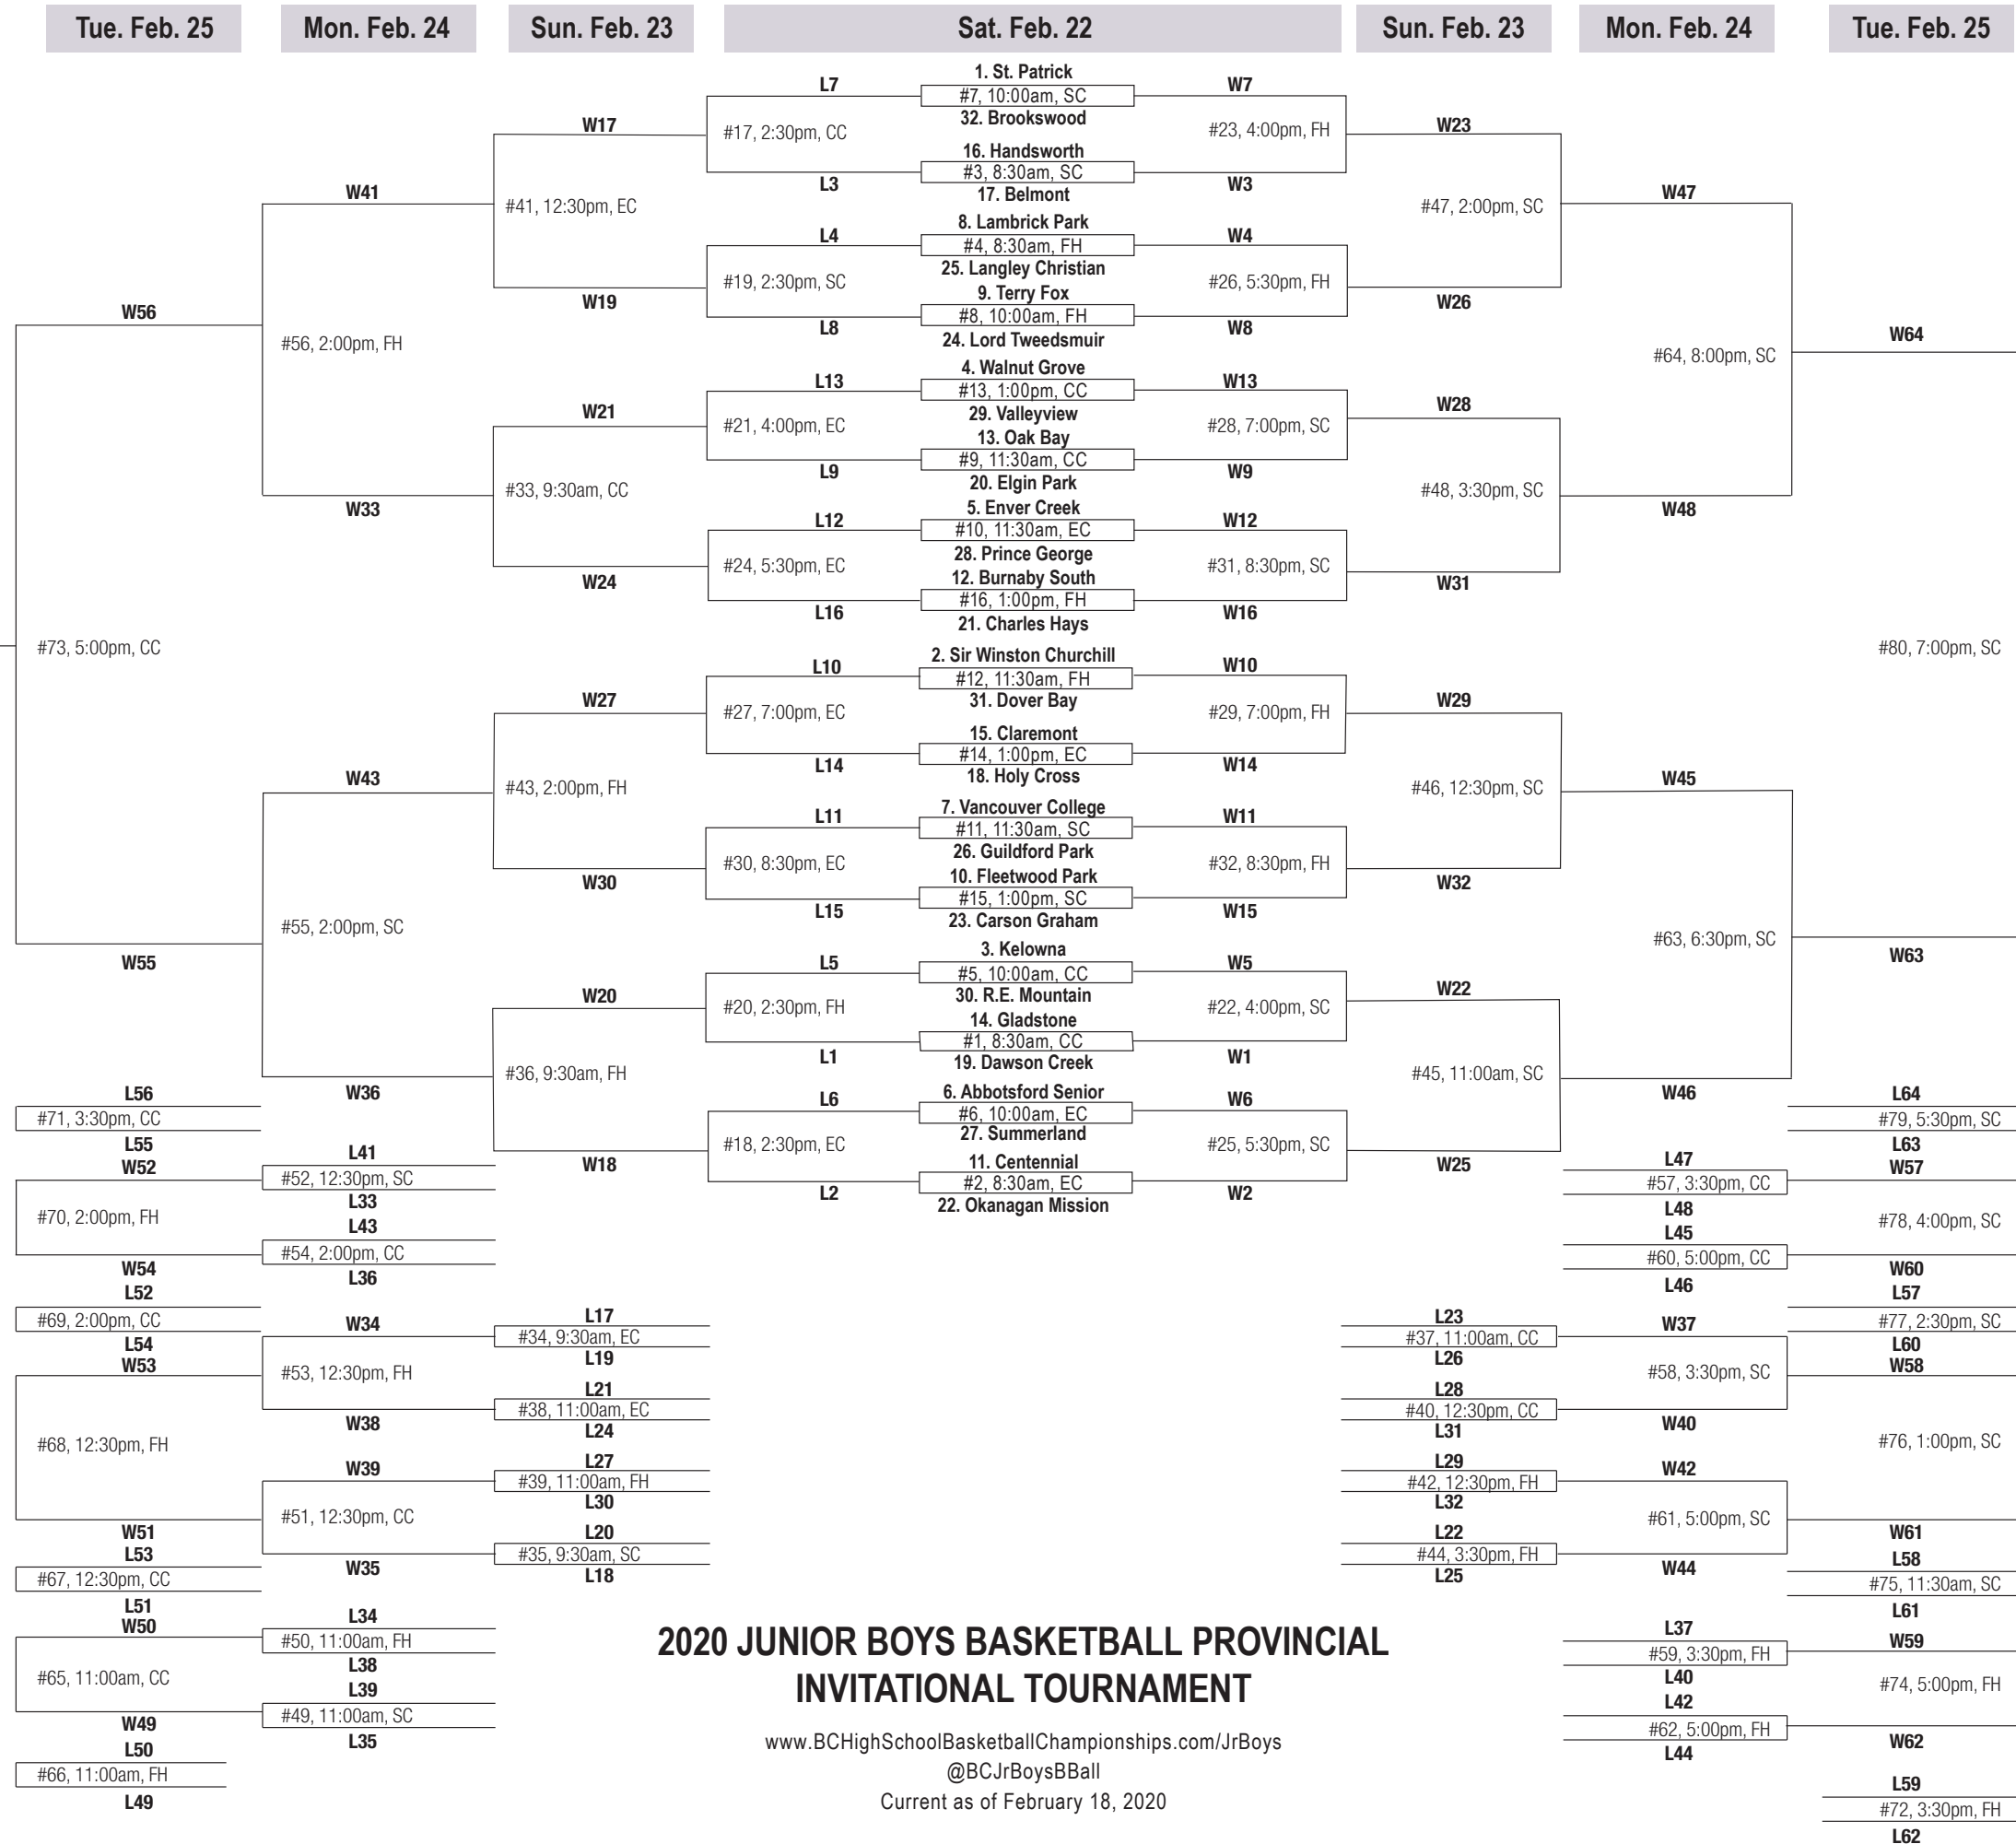 Tue. Feb. 25
Mon. Feb. 24
Sun. Feb. 23
Sat. Feb. 22
Sun. Feb. 23
Mon. Feb. 24
Tue. Feb. 25
W56
#73, 5:00pm, CC
W55
L56
#71, 3:30pm, CC
L55
W52
#70, 2:00pm, FH
W54
L52
#69, 2:00pm, CC
L54
W53
#68, 12:30pm, FH
W51
L53
#67, 12:30pm, CC
L51
W50
#65, 11:00am, CC
W49
L50
#66, 11:00am, FH
L49
W41
#56, 2:00pm, FH
W33
W43
#55, 2:00pm, SC
W36
L41
#52, 12:30pm, SC
L33
L43
#54, 2:00pm, CC
L36
W34
#53, 12:30pm, FH
W38
W39
#51, 12:30pm, CC
W35
L34
#50, 11:00am, FH
L38
L39
#49, 11:00am, SC
L35
W17
#41, 12:30pm, EC
W19
W21
#33, 9:30am, CC
W24
W27
#43, 2:00pm, FH
W30
W20
#36, 9:30am, FH
W18
L17
#34, 9:30am, EC
L19
L21
#38, 11:00am, EC
L24
L27
#39, 11:00am, FH
L30
L20
#35, 9:30am, SC
L18
L7
#17, 2:30pm, CC
L3
L4
#19, 2:30pm, SC
L8
L13
#21, 4:00pm, EC
L9
L12
#24, 5:30pm, EC
L16
L10
#27, 7:00pm, EC
L14
L11
#30, 8:30pm, EC
L15
L5
#20, 2:30pm, FH
L1
L6
#18, 2:30pm, EC
L2
1. St. Patrick
#7, 10:00am, SC
32. Brookswood
16. Handsworth
#3, 8:30am, SC
17. Belmont
8. Lambrick Park
#4, 8:30am, FH
25. Langley Christian
9. Terry Fox
#8, 10:00am, FH
24. Lord Tweedsmuir
4. Walnut Grove
#13, 1:00pm, CC
29. Valleyview
13. Oak Bay
#9, 11:30am, CC
20. Elgin Park
5. Enver Creek
#10, 11:30am, EC
28. Prince George
12. Burnaby South
#16, 1:00pm, FH
21. Charles Hays
2. Sir Winston Churchill
#12, 11:30am, FH
31. Dover Bay
15. Claremont
#14, 1:00pm, EC
18. Holy Cross
7. Vancouver College
#11, 11:30am, SC
26. Guildford Park
10. Fleetwood Park
#15, 1:00pm, SC
23. Carson Graham
3. Kelowna
#5, 10:00am, CC
30. R.E. Mountain
14. Gladstone
#1, 8:30am, CC
19. Dawson Creek
6. Abbotsford Senior
#6, 10:00am, EC
27. Summerland
11. Centennial
#2, 8:30am, EC
22. Okanagan Mission
W7
#23, 4:00pm, FH
W3
W4
#26, 5:30pm, FH
W8
W13
#28, 7:00pm, SC
W9
W12
#31, 8:30pm, SC
W16
W10
#29, 7:00pm, FH
W14
W11
#32, 8:30pm, FH
W15
W5
#22, 4:00pm, SC
W1
W6
#25, 5:30pm, SC
W2
W23
#47, 2:00pm, SC
W26
W28
#48, 3:30pm, SC
W31
W29
#46, 12:30pm, SC
W32
W22
#45, 11:00am, SC
W25
L23
#37, 11:00am, CC
L26
L28
#40, 12:30pm, CC
L31
L29
#42, 12:30pm, FH
L32
L22
#44, 3:30pm, FH
L25
W47
#64, 8:00pm, SC
W48
W45
#63, 6:30pm, SC
W46
L47
#57, 3:30pm, CC
L48
L45
#60, 5:00pm, CC
L46
W37
#58, 3:30pm, SC
W40
W42
#61, 5:00pm, SC
W44
L37
#59, 3:30pm, FH
L40
L42
#62, 5:00pm, FH
L44
W64
#80, 7:00pm, SC
W63
L64
#79, 5:30pm, SC
L63
W57
#78, 4:00pm, SC
W60
L57
#77, 2:30pm, SC
L60
W58
#76, 1:00pm, SC
W61
L58
#75, 11:30am, SC
L61
W59
#74, 5:00pm, FH
W62
L59
#72, 3:30pm, FH
L62
2020 JUNIOR BOYS BASKETBALL PROVINCIAL
INVITATIONAL TOURNAMENT
www.BCHighSchoolBasketballChampionships.com/JrBoys
@BCJrBoysBBall
Current as of February 18, 2020